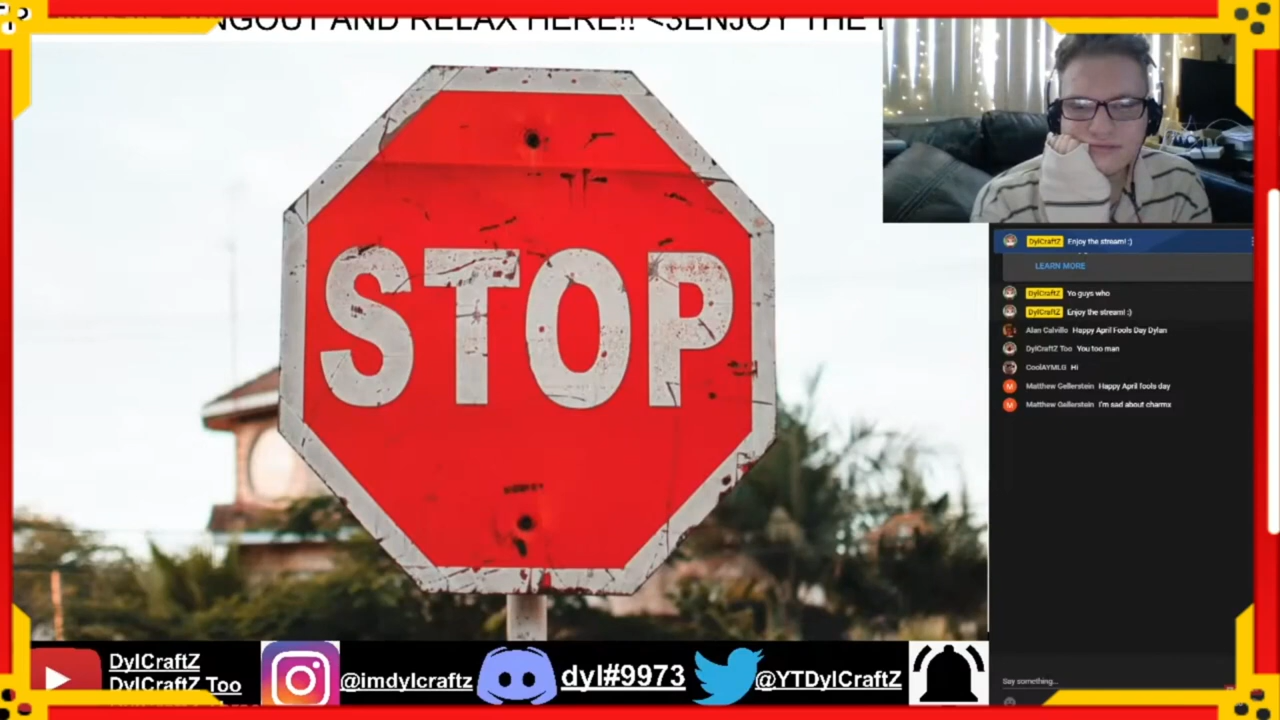 NGOUT AND RELAX HERE!! <3ENJOY THE
STOP
DylCraftZ Enjoy the stream! :)
LEARN MORE
DylCraftZ Yo guys who
DylCraftZ Enjoy the stream! :)
Alan Calvillo Happy April Fools Day Dylan
DylCraftZ Too You too man
CoolAYMLG Hi
Matthew Gellerstein Happy April fools day
Matthew Gellerstein I'm sad about charmx
Say something...
DylCraftZ
DylCraftZ Too
@imdylcraftz
dyl#9973
@YTDylCraftZ